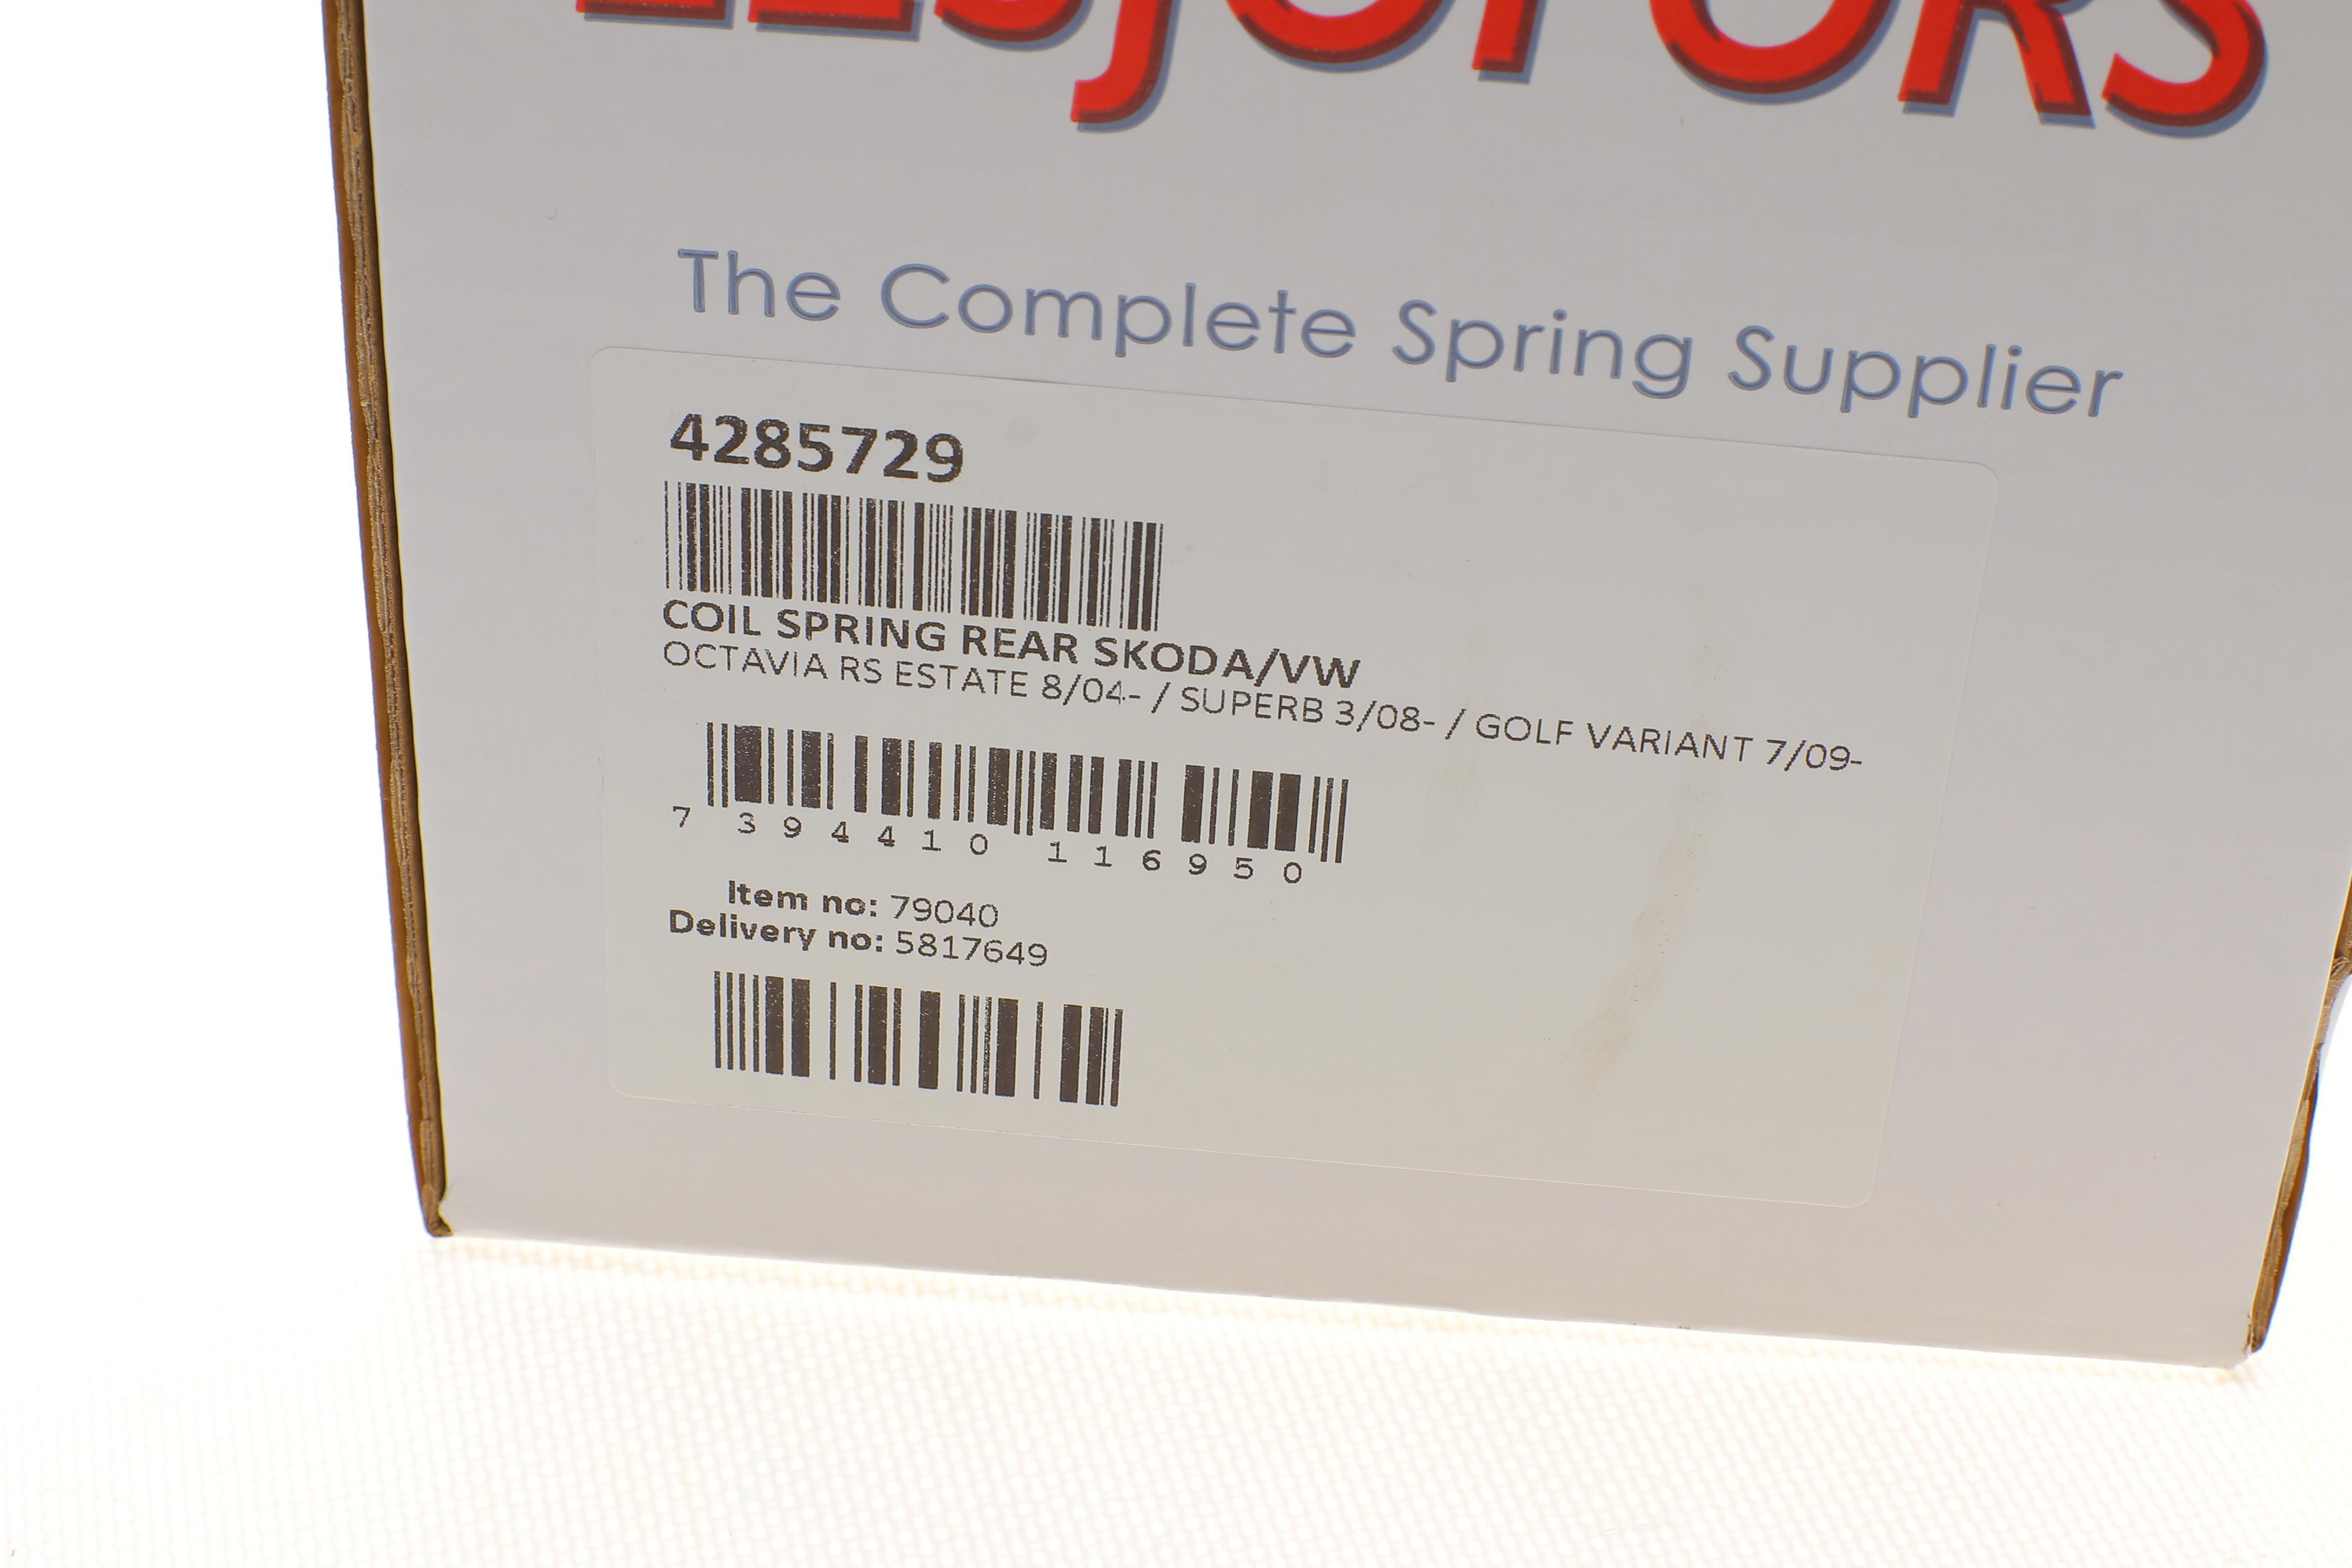 LESJÖFORS
The Complete Spring Supplier
4285729
COIL SPRING REAR SKODA/VW
OCTAVIA RS ESTATE 8/04- / SUPERB 3/08- / GOLF VARIANT 7/09-
7 394410 116950
Item no: 79040
Delivery no: 5817649